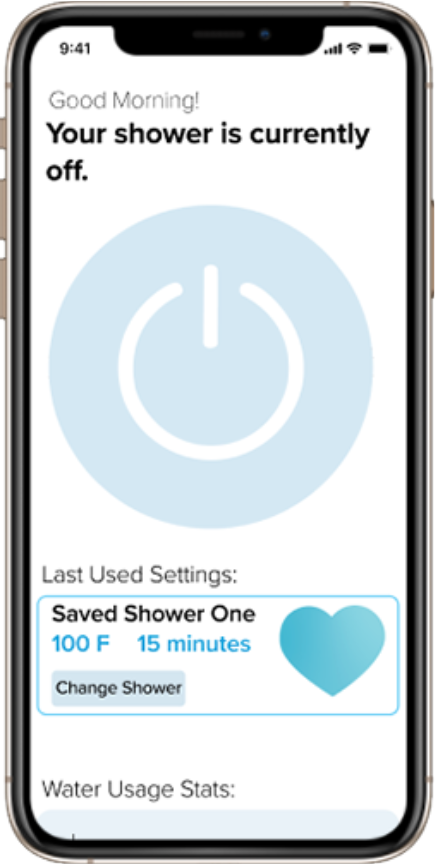 9:41
Good Morning!
Your shower is currently
off.
Last Used Settings:
Saved Shower One
100 F 15 minutes
Change Shower
Water Usage Stats: